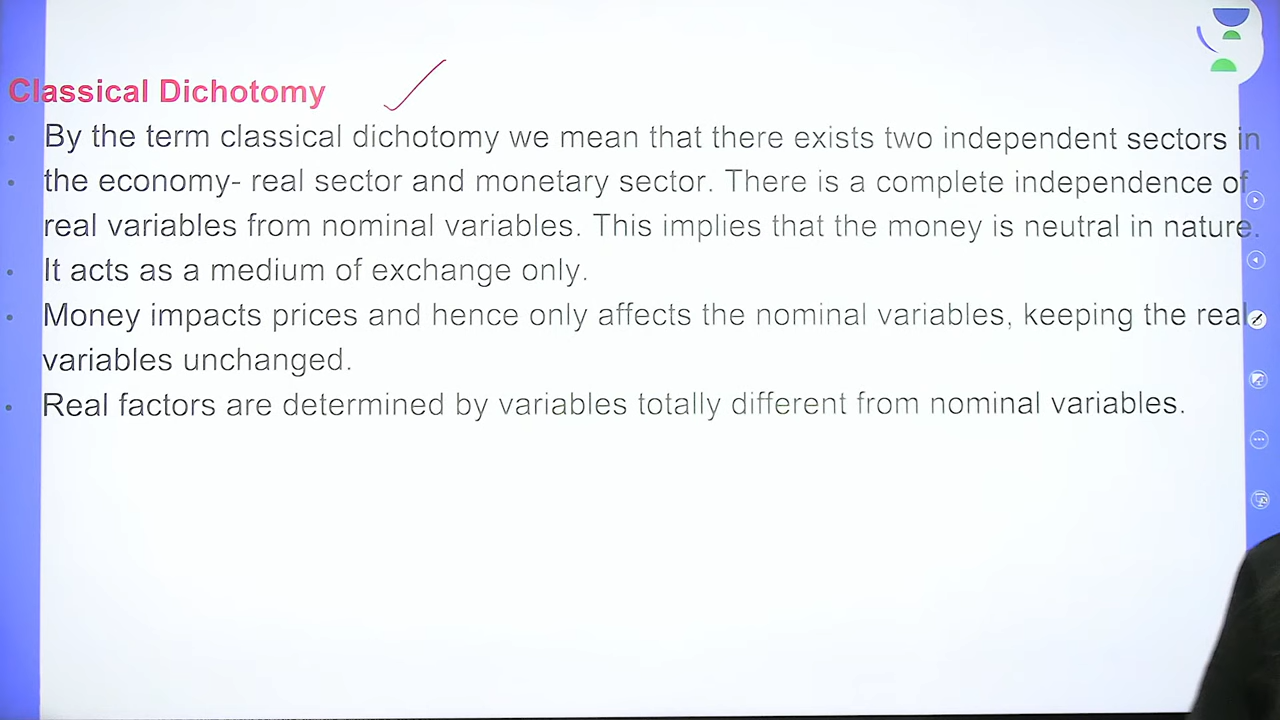 Classical Dichotomy
• By the term classical dichotomy we mean that there exists two independent sectors in
• the economy- real sector and monetary sector. There is a complete independence of
real variables from nominal variables. This implies that the money is neutral in nature.
• It acts as a medium of exchange only.
• Money impacts prices and hence only affects the nominal variables, keeping the real
variables unchanged.
• Real factors are determined by variables totally different from nominal variables.